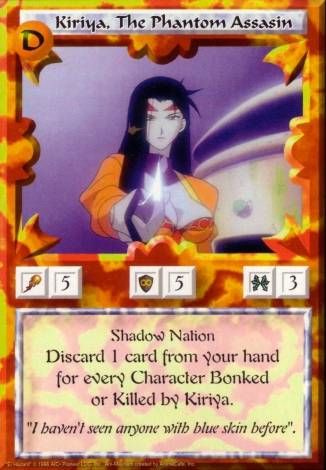 Kiriya, The Phantom Assasin
D
5 5 3
Shadow Nation
Discard 1 card from your hand
for every Character Bonked
or Killed by Kiriya.
"I haven't seen anyone with blue skin before".